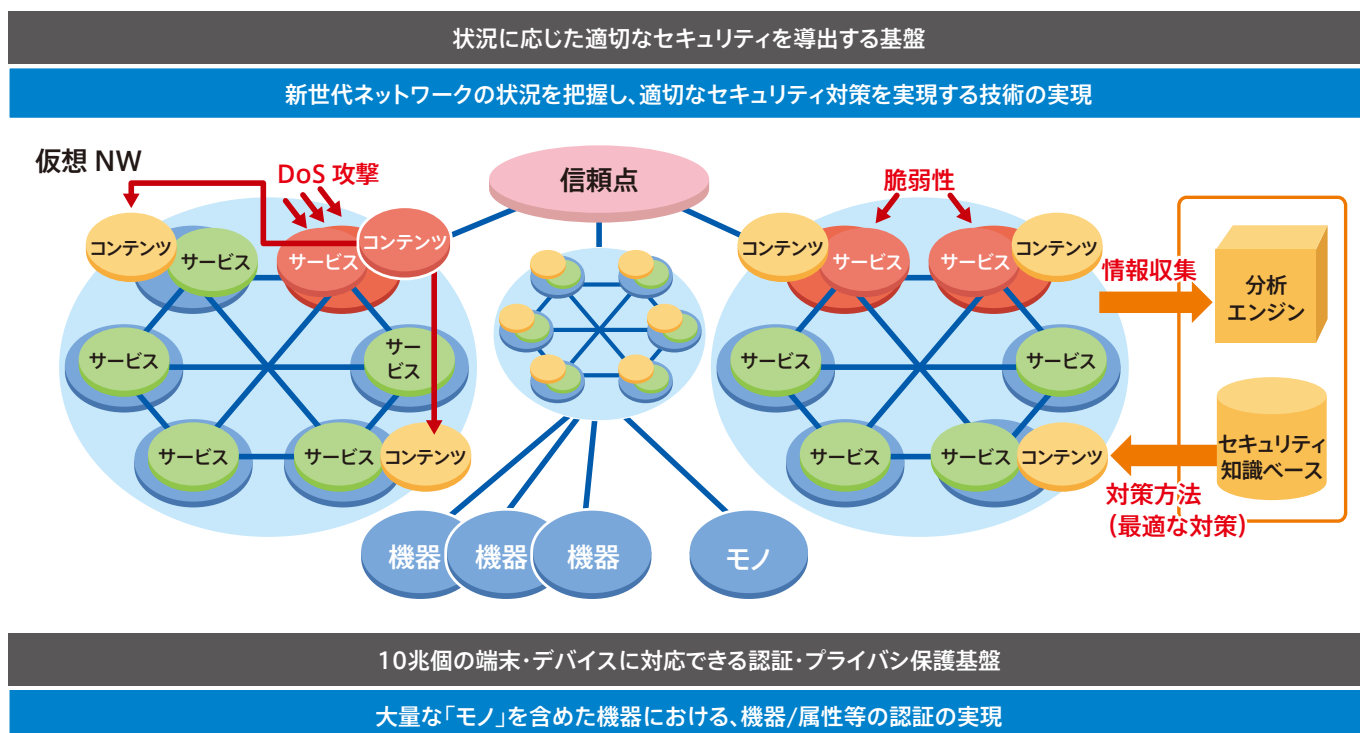 状況に応じた適切なセキュリティを導出する基盤
新世代ネットワークの状況を把握し、適切なセキュリティ対策を実現する技術の実現
仮想 NW
DoS 攻撃
信頼点
脆弱性
コンテンツ
サービス
サービス
コンテンツ
コンテンツ
サービス
サービス
コンテンツ
情報収集
分析
エンジン
サービス
サー
ビス
サービス
サービス
サービス
サービス
コンテンツ
サービス
サービス
コンテンツ
セキュリティ
知識ベース
対策方法
(最適な対策)
機器
機器
機器
モノ
10兆個の端末・デバイスに対応できる認証・プライバシ保護基盤
大量な「モノ」を含めた機器における、機器/属性等の認証の実現